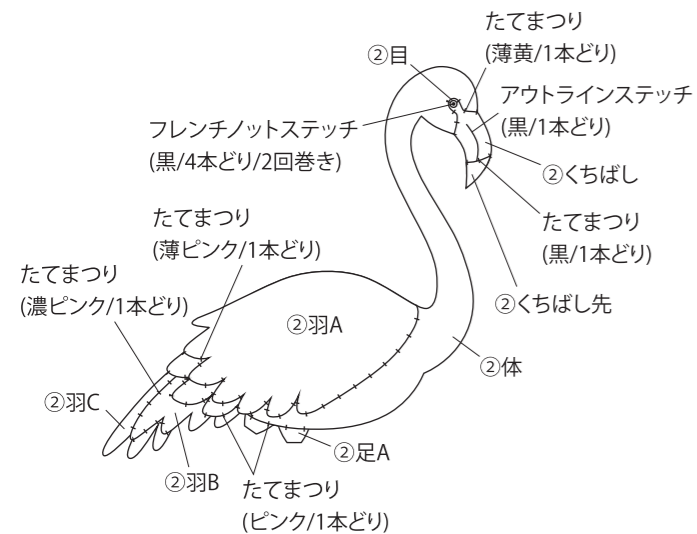 たてまつり
(薄黄/1本どり)
②目
アウトラインステッチ
(黒/1本どり)
フレンチノットステッチ
(黒/4本どり/2回巻き)
②くちばし
たてまつり
(黒/1本どり)
たてまつり
(薄ピンク/1本どり)
たてまつり
(濃ピンク/1本どり)
②くちばし先
②羽A
②体
②羽C
②足A
②羽B
たてまつり
(ピンク/1本どり)